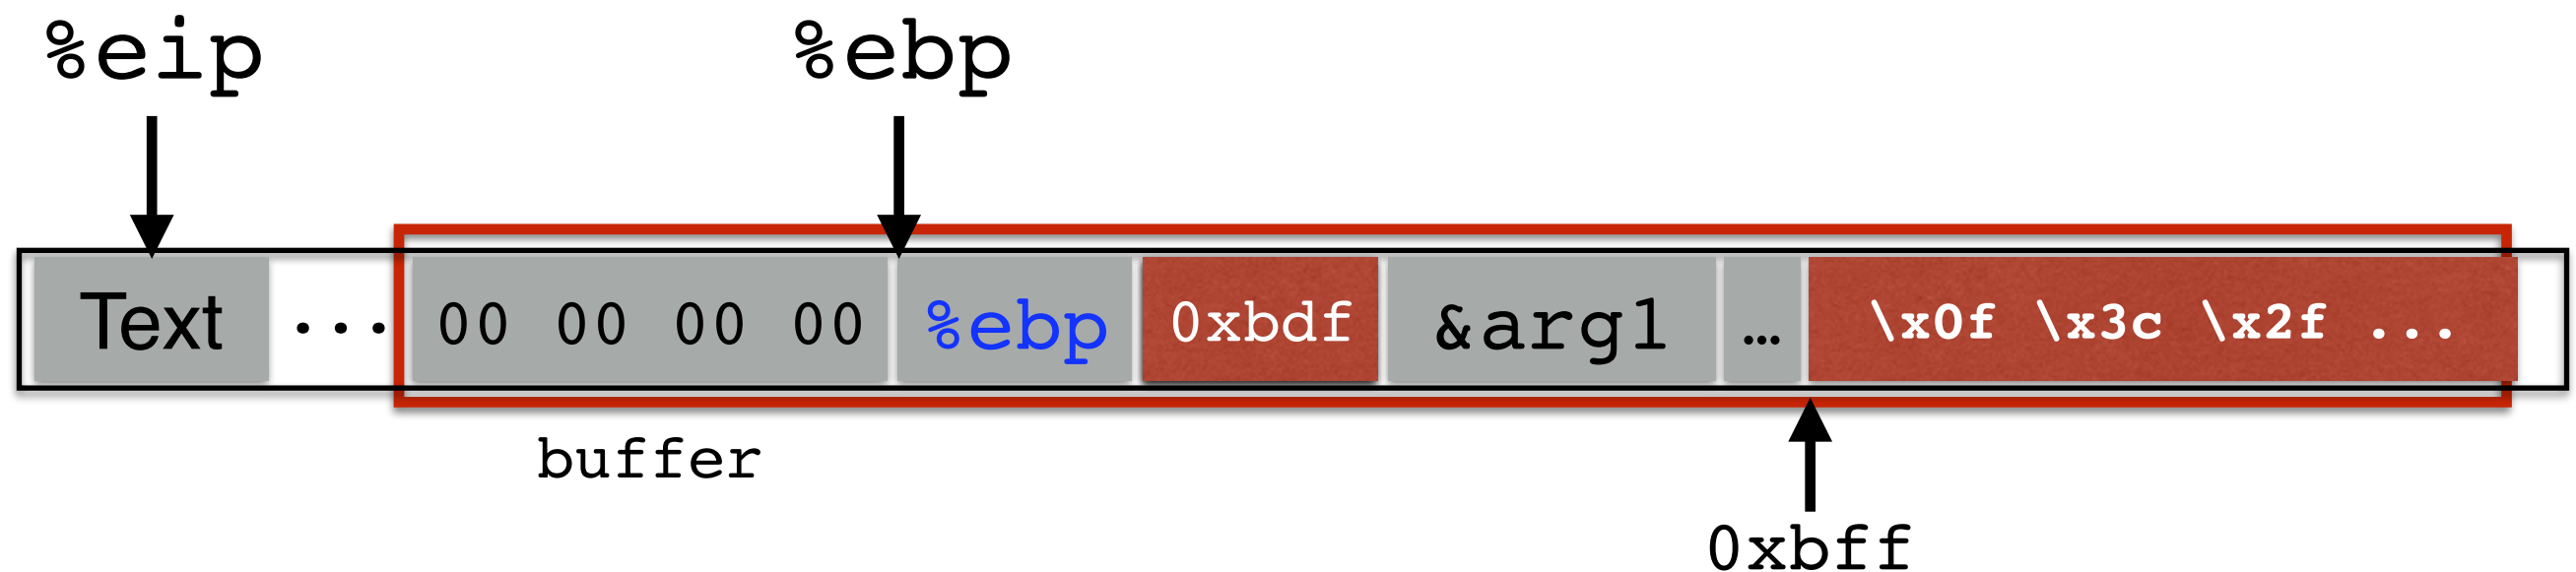 %eip %ebp
Text ... 00 00 00 00 %ebp 0xbdf &arg1 ... \x0f \x3c \x2f ...
buffer
0xbff